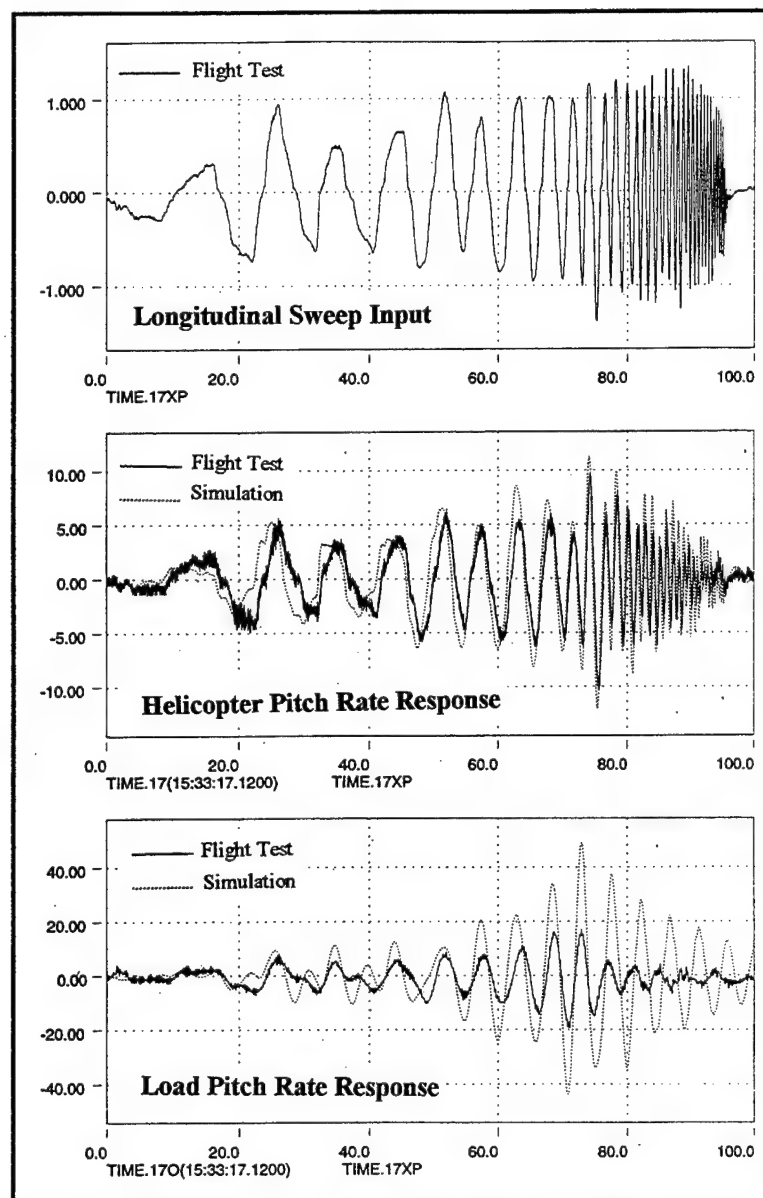 Flight Test
1.000
0.000
-1.000
Longitudinal Sweep Input
0.0 20.0 40.0 60.0 80.0 100.0
TIME.17XP
Flight Test
Simulation
10.00
5.00
0.00
-5.00
-10.00
Helicopter Pitch Rate Response
0.0 20.0 40.0 60.0 80.0 100.0
TIME.17(15:33:17.1200) TIME.17XP
Flight Test
Simulation
40.00
20.00
0.00
-20.00
-40.00
Load Pitch Rate Response
0.0 20.0 40.0 60.0 80.0 100.0
TIME.17O(15:33:17.1200) TIME.17XP